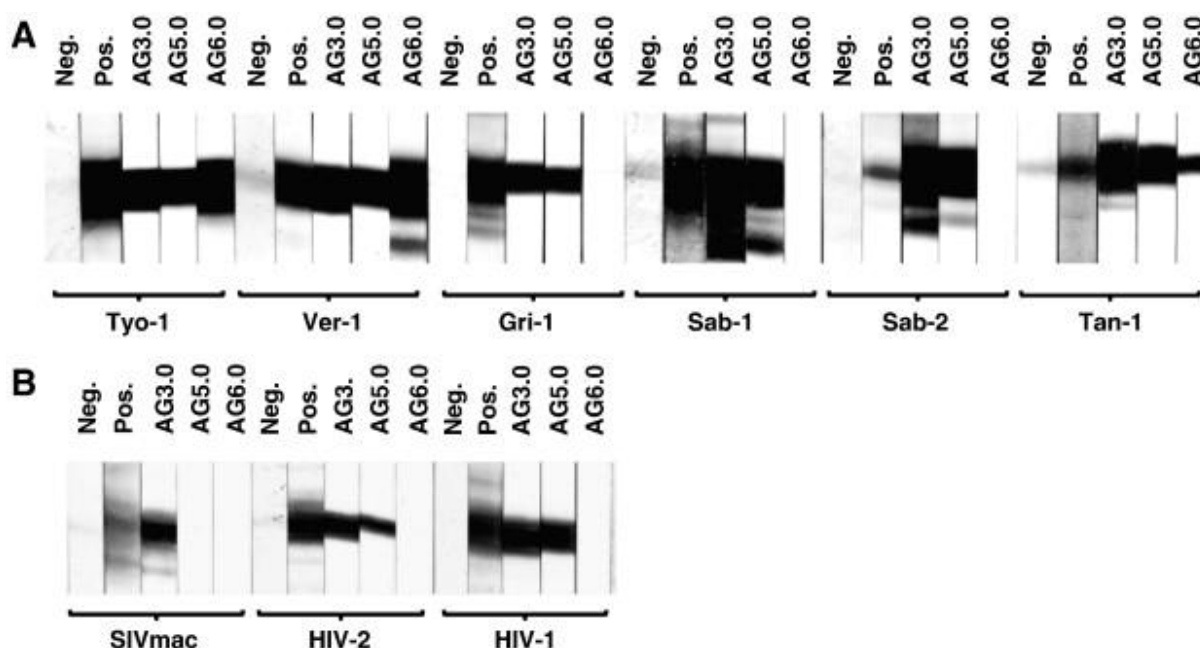 A
Neg. Pos. AG3.0 AG5.0 AG6.0 Neg. Pos. AG3.0 AG5.0 AG6.0 Neg. Pos. AG3.0 AG5.0 AG6.0 Neg. Pos. AG3.0 AG5.0 AG6.0 Neg. Pos. AG3.0 AG5.0 AG6.0 Neg. Pos. AG3.0 AG5.0 AG6.0
Tyo-1 Ver-1 Gri-1 Sab-1 Sab-2 Tan-1
B
Neg. Pos. AG3.0 AG5.0 AG6.0 Neg. Pos. AG3. AG5.0 AG6.0 Neg. Pos. AG3.0 AG5.0 AG6.0
SIVmac HIV-2 HIV-1